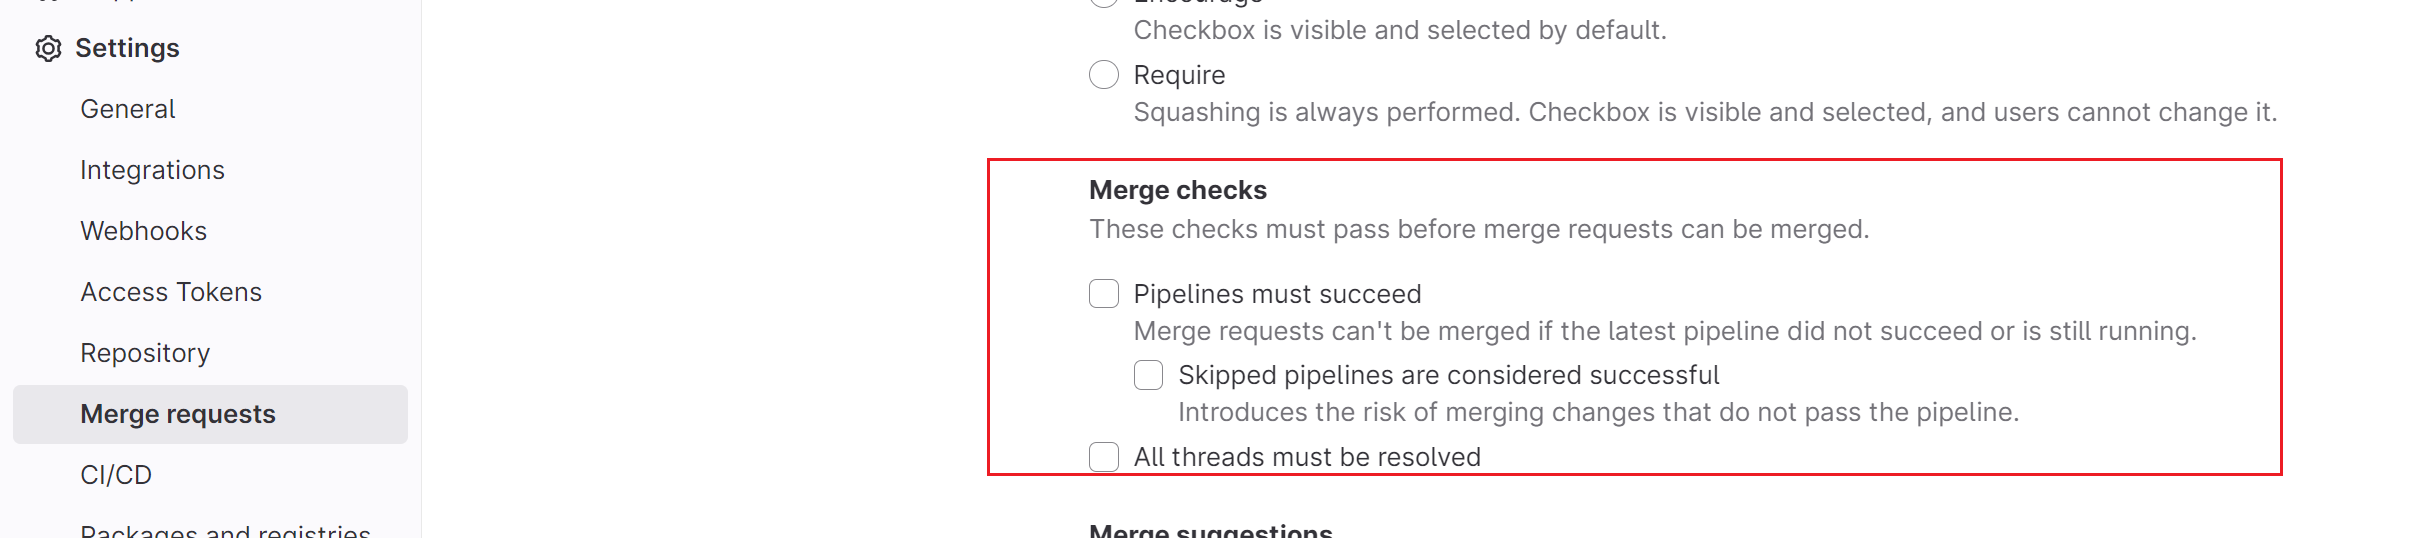 Settings
General
Integrations
Webhooks
Access Tokens
Repository
Merge requests
CI/CD
Packages and registries
Encourage
Checkbox is visible and selected by default.
Require
Squashing is always performed. Checkbox is visible and selected, and users cannot change it.
Merge checks
These checks must pass before merge requests can be merged.
Pipelines must succeed
Merge requests can't be merged if the latest pipeline did not succeed or is still running.
Skipped pipelines are considered successful
Introduces the risk of merging changes that do not pass the pipeline.
All threads must be resolved
Merge suggestions